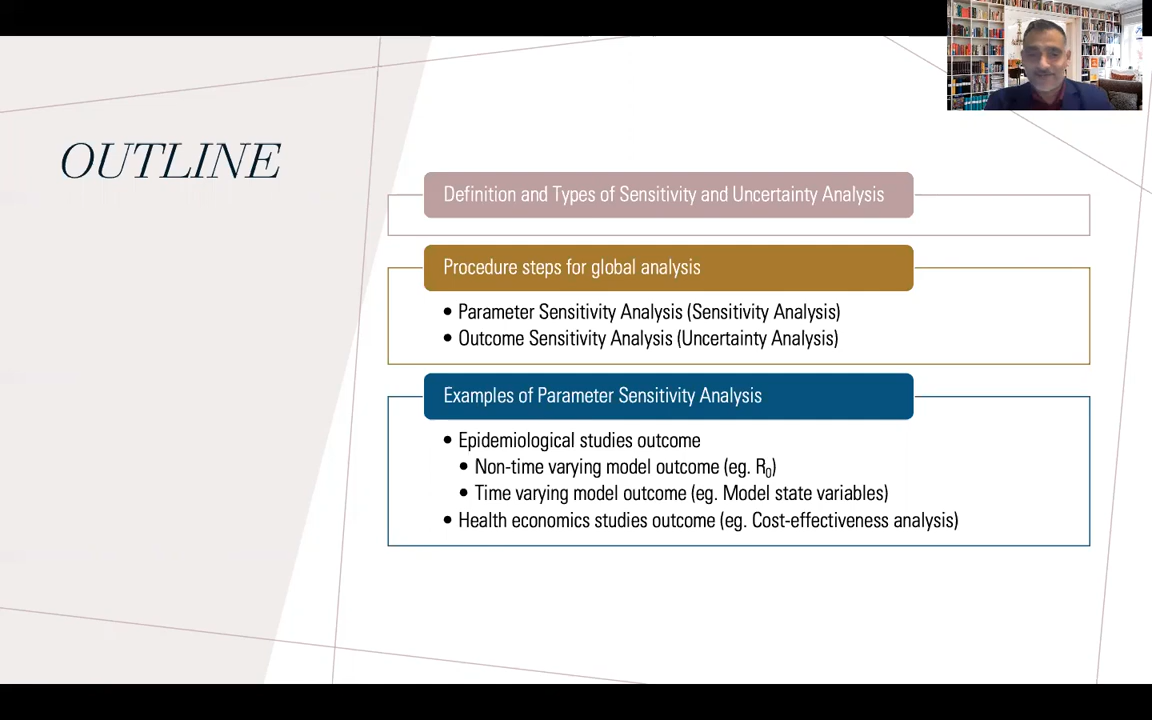 OUTLINE
Definition and Types of Sensitivity and Uncertainty Analysis
Procedure steps for global analysis
• Parameter Sensitivity Analysis (Sensitivity Analysis)
• Outcome Sensitivity Analysis (Uncertainty Analysis)
Examples of Parameter Sensitivity Analysis
• Epidemiological studies outcome
• Non-time varying model outcome (eg. R₀)
• Time varying model outcome (eg. Model state variables)
• Health economics studies outcome (eg. Cost-effectiveness analysis)